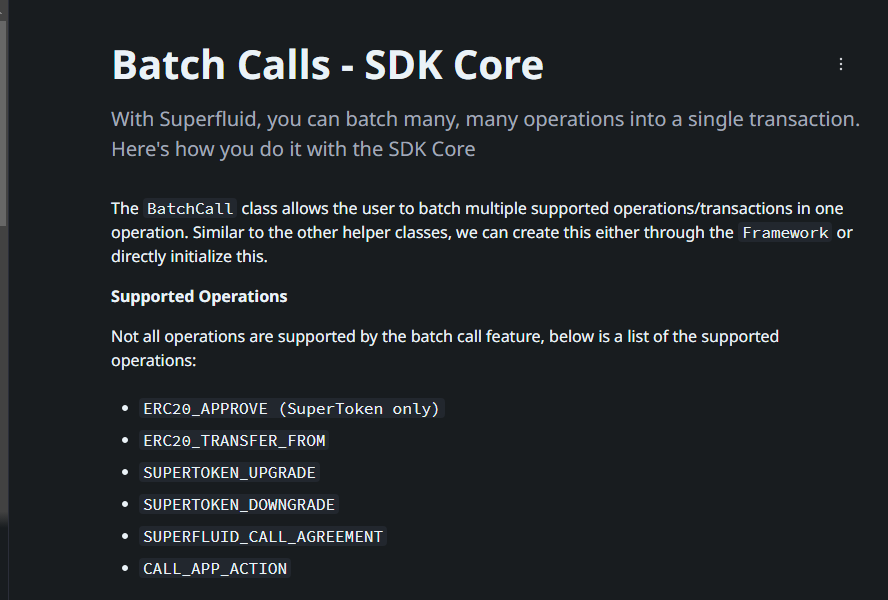 Batch Calls - SDK Core
With Superfluid, you can batch many, many operations into a single transaction.
Here's how you do it with the SDK Core
The BatchCall class allows the user to batch multiple supported operations/transactions in one
operation. Similar to the other helper classes, we can create this either through the Framework or
directly initialize this.
Supported Operations
Not all operations are supported by the batch call feature, below is a list of the supported
operations:
• ERC20_APPROVE (SuperToken only)
• ERC20_TRANSFER_FROM
• SUPERTOKEN_UPGRADE
• SUPERTOKEN_DOWNGRADE
• SUPERFLUID_CALL_AGREEMENT
• CALL_APP_ACTION